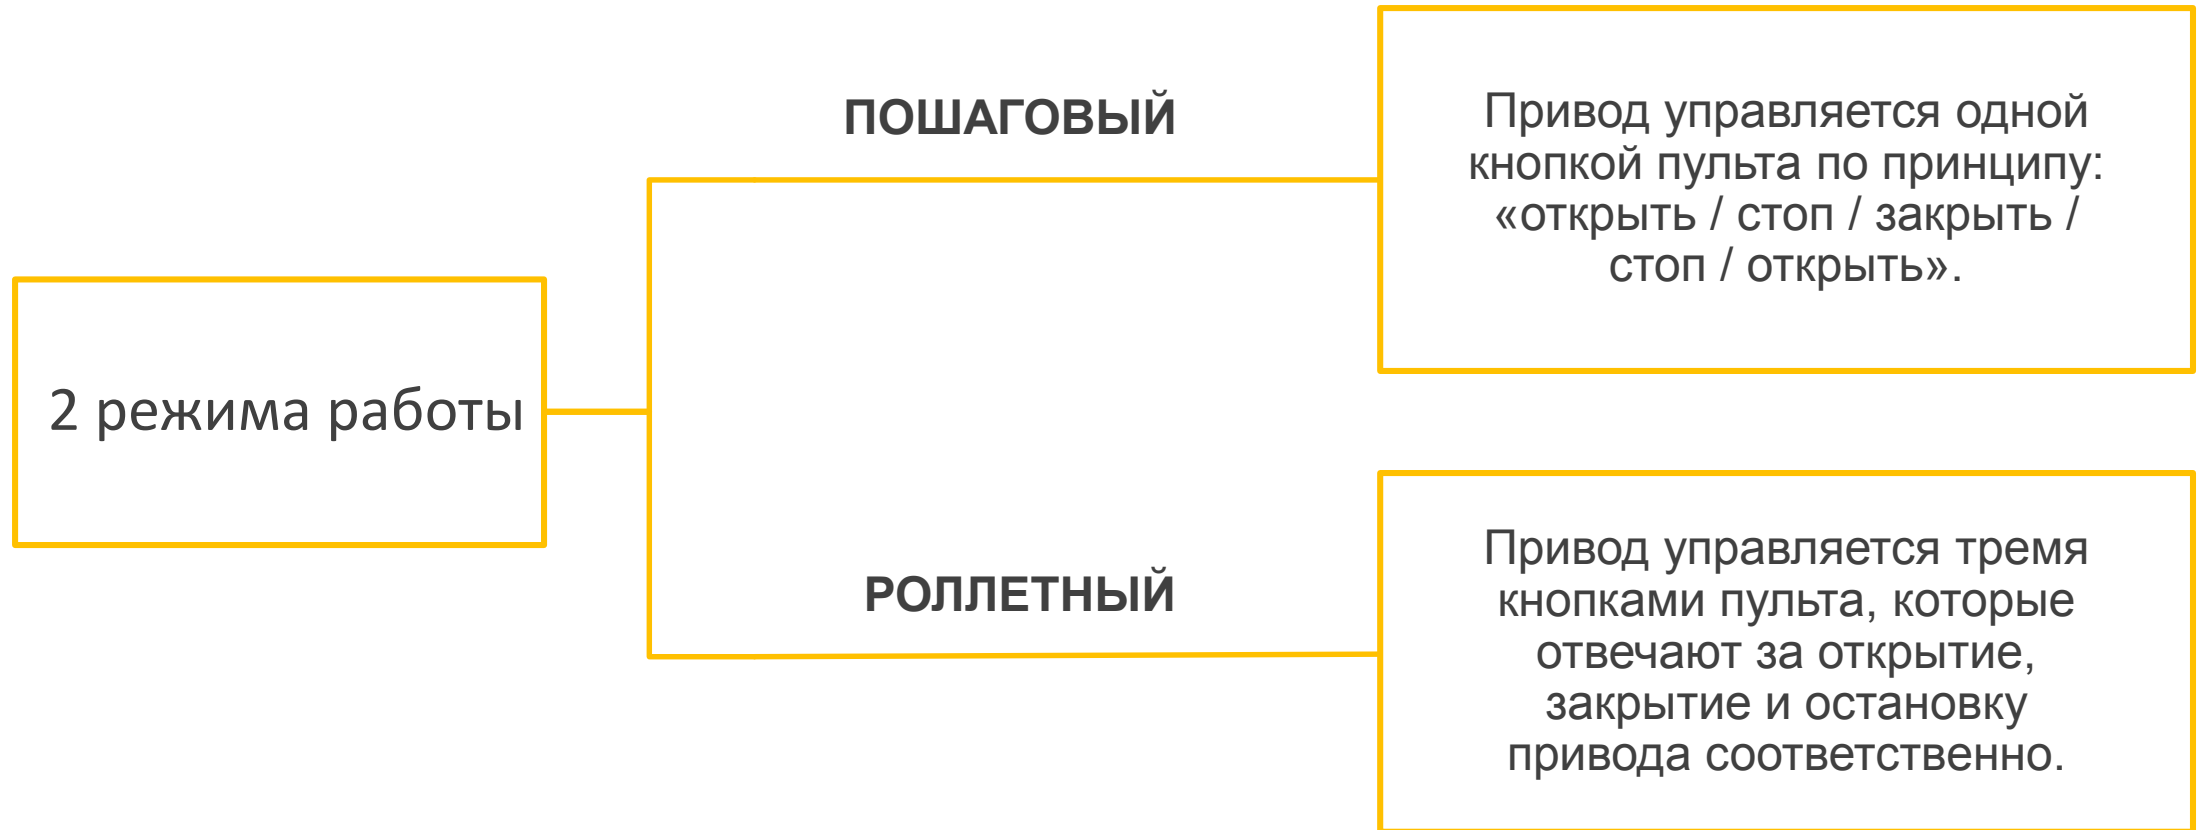 2 режима работы
ПОШАГОВЫЙ
Привод управляется одной
кнопкой пульта по принципу:
«открыть / стоп / закрыть /
стоп / открыть».
РОЛЛЕТНЫЙ
Привод управляется тремя
кнопками пульта, которые
отвечают за открытие,
закрытие и остановку
привода соответственно.